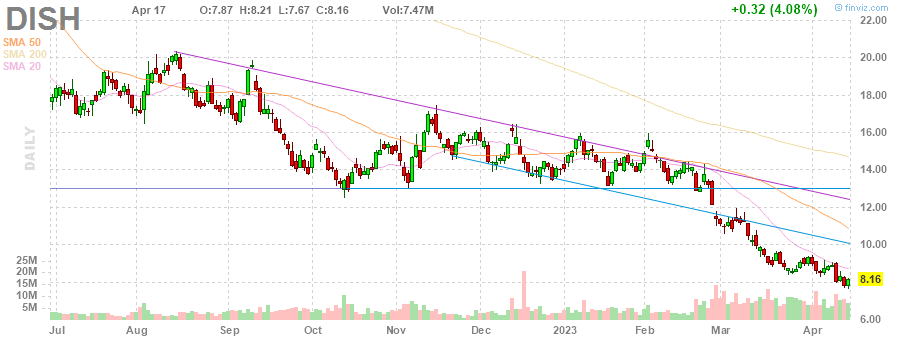 DISH Apr 17 O:7.87 H:8.21 L:7.67 C:8.16 Vol:7.47M +0.32 (4.08%) © finviz.com
SMA 50
SMA 200
SMA 20
DAILY
22.00
20.00
18.00
16.00
14.00
12.00
10.00
8.16
6.00
25M
20M
15M
10M
5M
Jul Aug Sep Oct Nov Dec 2023 Feb Mar Apr